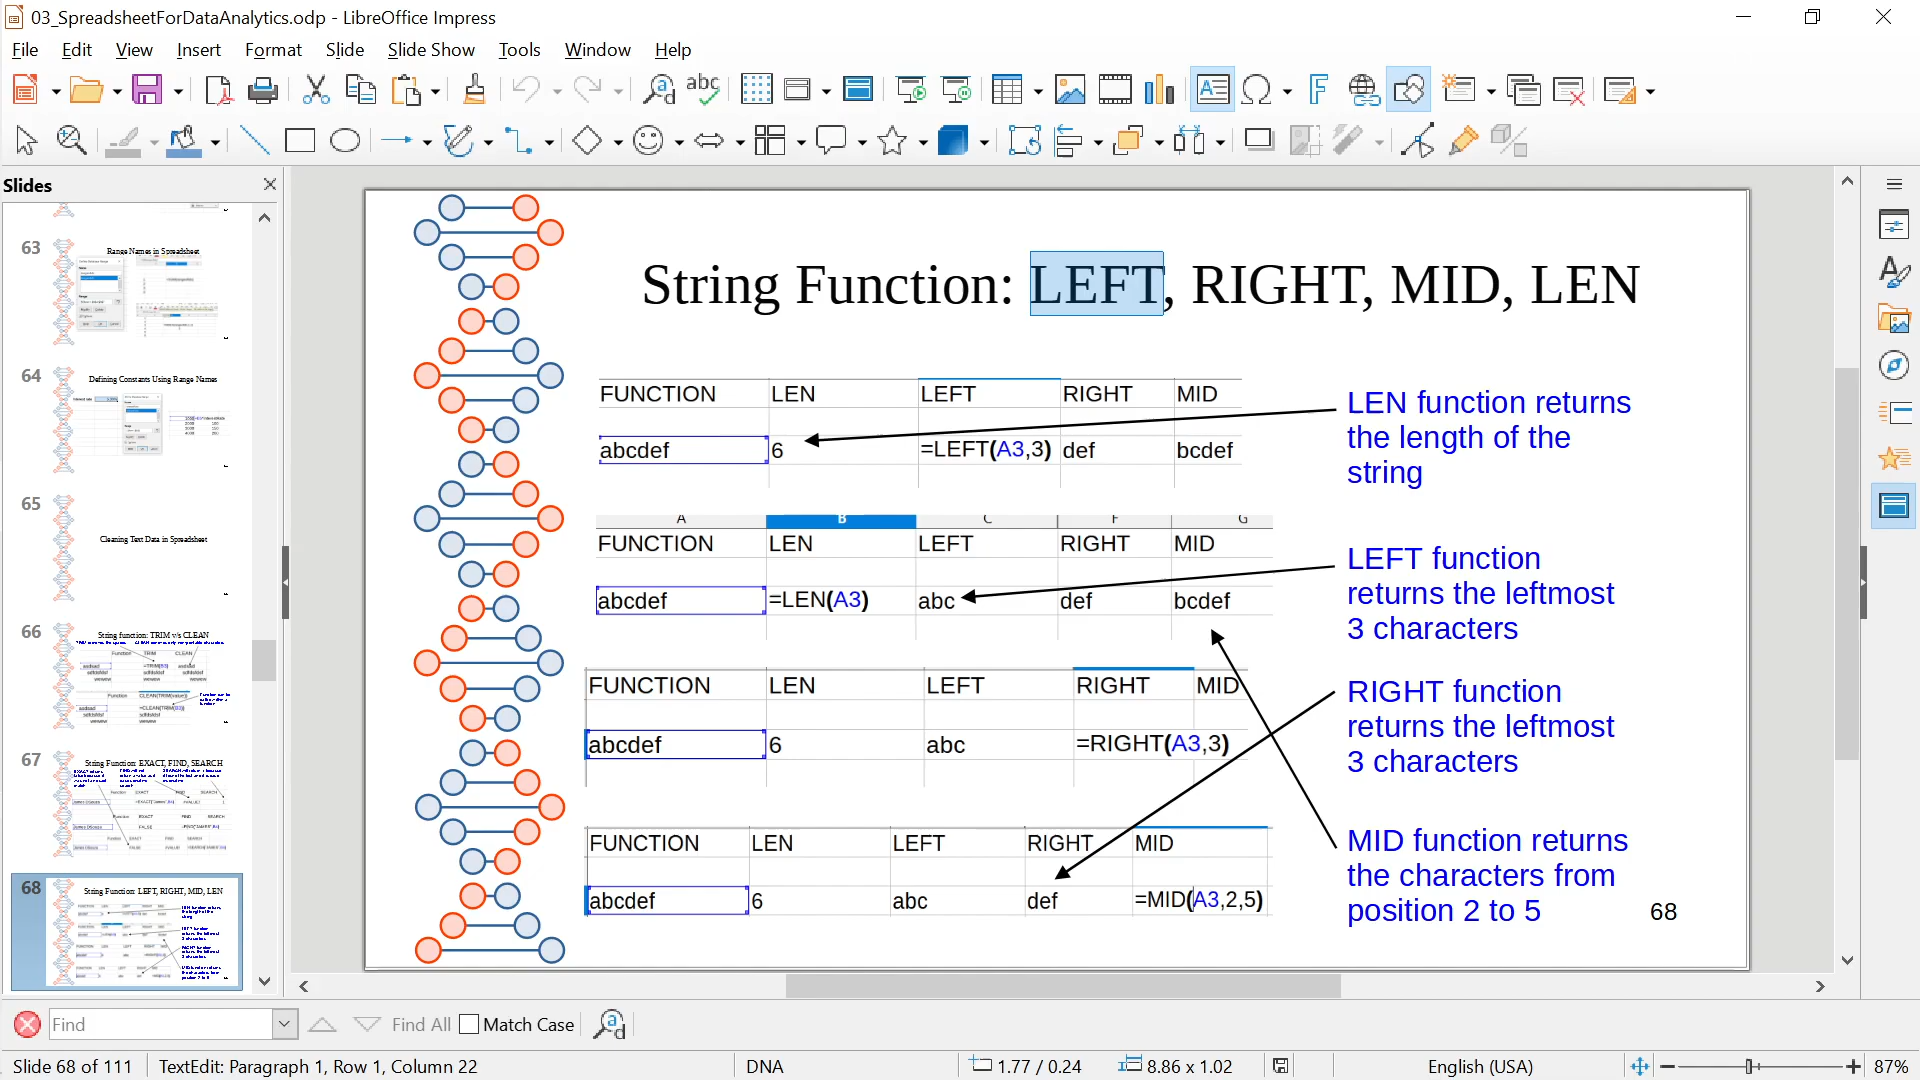 03_SpreadsheetForDataAnalytics.odp - LibreOffice Impress
File Edit View Insert Format Slide Slide Show Tools Window Help
Slides
63
Range Names in Spreadsheet
64
Defining Constants Using Range Names
65
Cleaning Text Data in Spreadsheet
66
String function: TRIM v/s CLEAN
Function TRIM CLEAN
Function CLEAN(TRIM(value))
67
String Function: EXACT, FIND, SEARCH
68
String Function: LEFT, RIGHT, MID, LEN
String Function: LEFT, RIGHT, MID, LEN
FUNCTION LEN LEFT RIGHT MID
abcdef 6 =LEFT(A3,3) def bcdef
LEN function returns
the length of the
string
A B C F G
FUNCTION LEN LEFT RIGHT MID
abcdef =LEN(A3) abc def bcdef
LEFT function
returns the leftmost
3 characters
FUNCTION LEN LEFT RIGHT MID
abcdef 6 abc =RIGHT(A3,3)
RIGHT function
returns the leftmost
3 characters
FUNCTION LEN LEFT RIGHT MID
abcdef 6 abc def =MID(A3,2,5)
MID function returns
the characters from
position 2 to 5
68
Find
Find All Match Case
Slide 68 of 111 TextEdit: Paragraph 1, Row 1, Column 22 DNA 1.77 / 0.24 8.86 x 1.02 English (USA) 87%